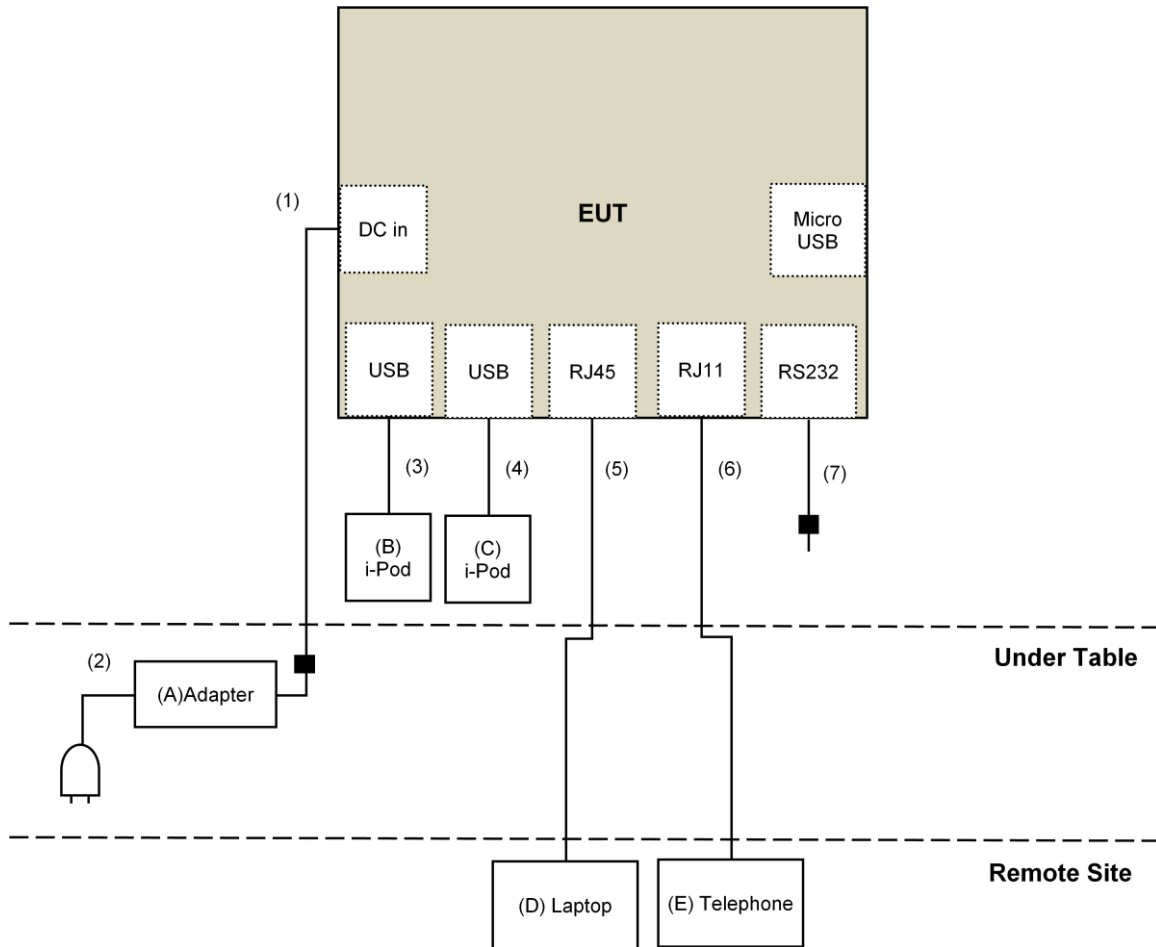 (1)
DC in
EUT
Micro
USB
USB
USB
RJ45
RJ11
RS232
(3)
(4)
(5)
(6)
(7)
(B)
i-Pod
(C)
i-Pod
Under Table
(2)
(A)Adapter
Remote Site
(D) Laptop
(E) Telephone